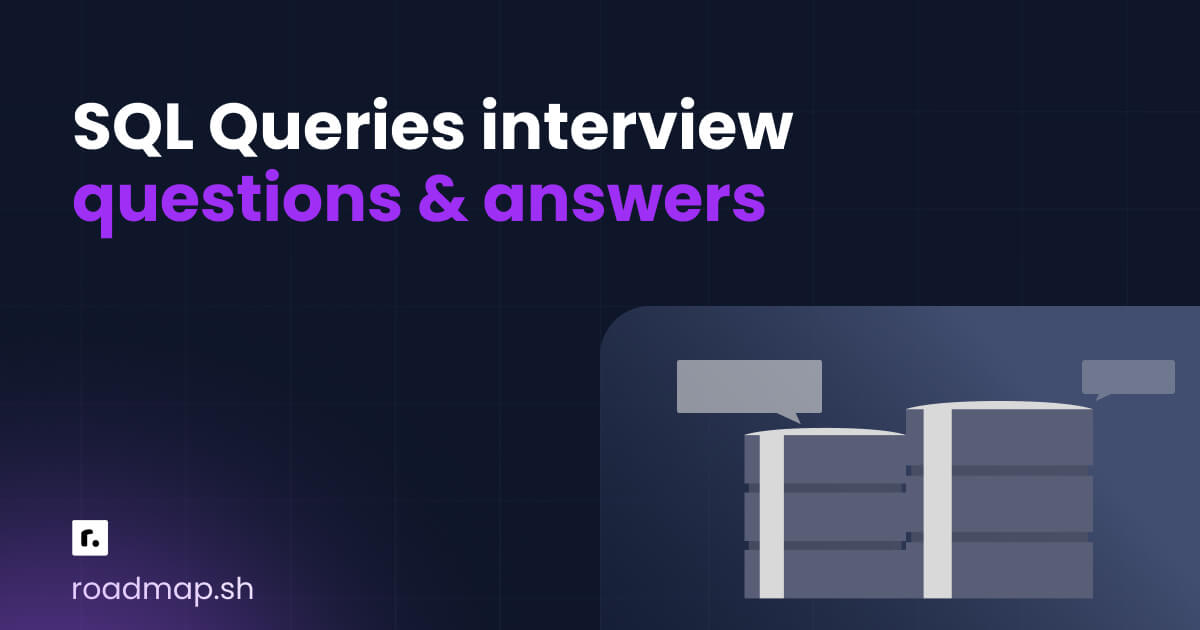 SQL Queries interview
questions & answers
r.
roadmap.sh